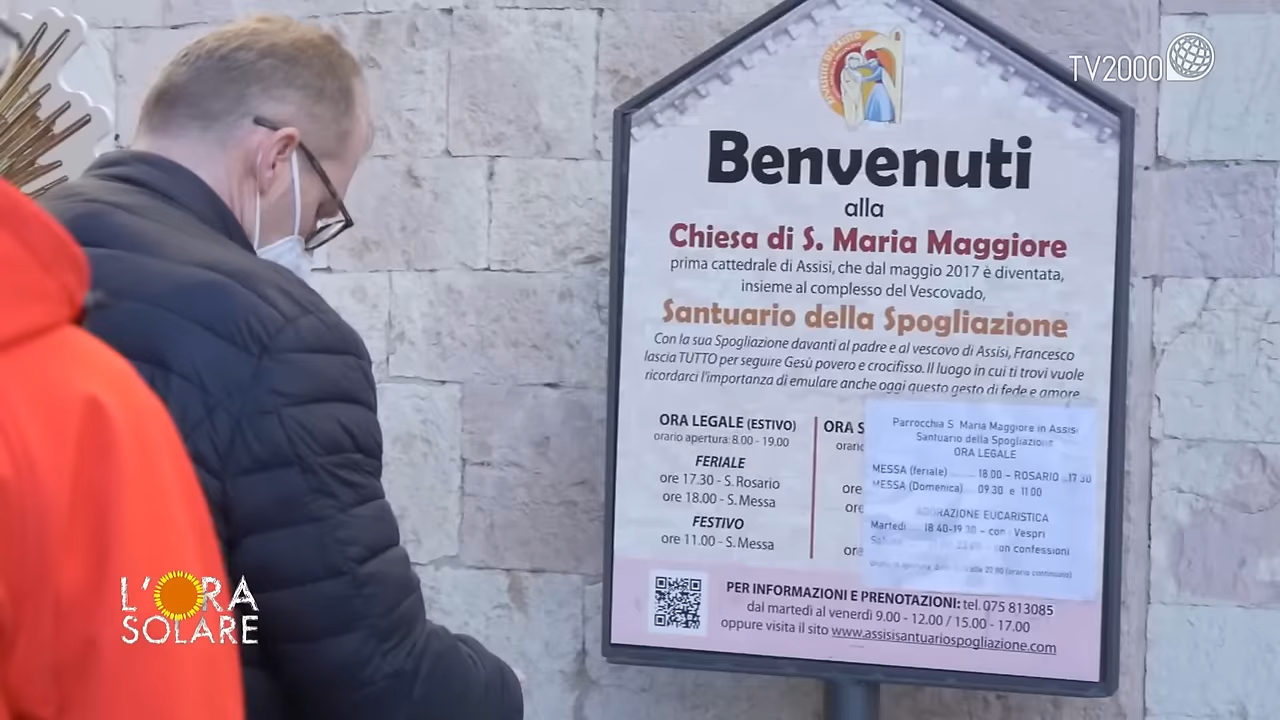 TV2000
Benvenuti
alla
Chiesa di S. Maria Maggiore
prima cattedrale di Assisi, che dal maggio 2017 è diventata,
insieme al complesso del Vescovado,
Santuario della Spogliazione
Con la sua Spogliazione davanti al padre e al vescovo di Assisi, Francesco
lascia TUTTO per seguire Gesù povero e crocifisso. Il luogo in cui ti trovi vuole
ricordarci l'importanza di emulare anche oggi questo gesto di fede e amore
ORA LEGALE (ESTIVO)
orario apertura: 8.00 - 19.00
FERIALE
ore 17.30 - S. Rosario
ore 18.00 - S. Messa
FESTIVO
ore 11.00 - S. Messa
ORA S
orario
ore
ore
ore
Parrocchia S Maria Maggiore in Assisi
Santuario della Spogliazione
ORA LEGALE
MESSA (feriale) ...... 18.00 - ROSARIO ..17.30
MESSA (Domenica) .... 09.30 e 11.00
ADORAZIONE EUCARISTICA
Martedi .... 18.40-19.30 - con Vespri
con confessioni
PER INFORMAZIONI E PRENOTAZIONI: tel. 075 813085
dal martedì al venerdì 9.00 - 12.00 / 15.00 - 17.00
oppure visita il sito www.assisisantuariospogliazione.com
L'ORA
SOLARE